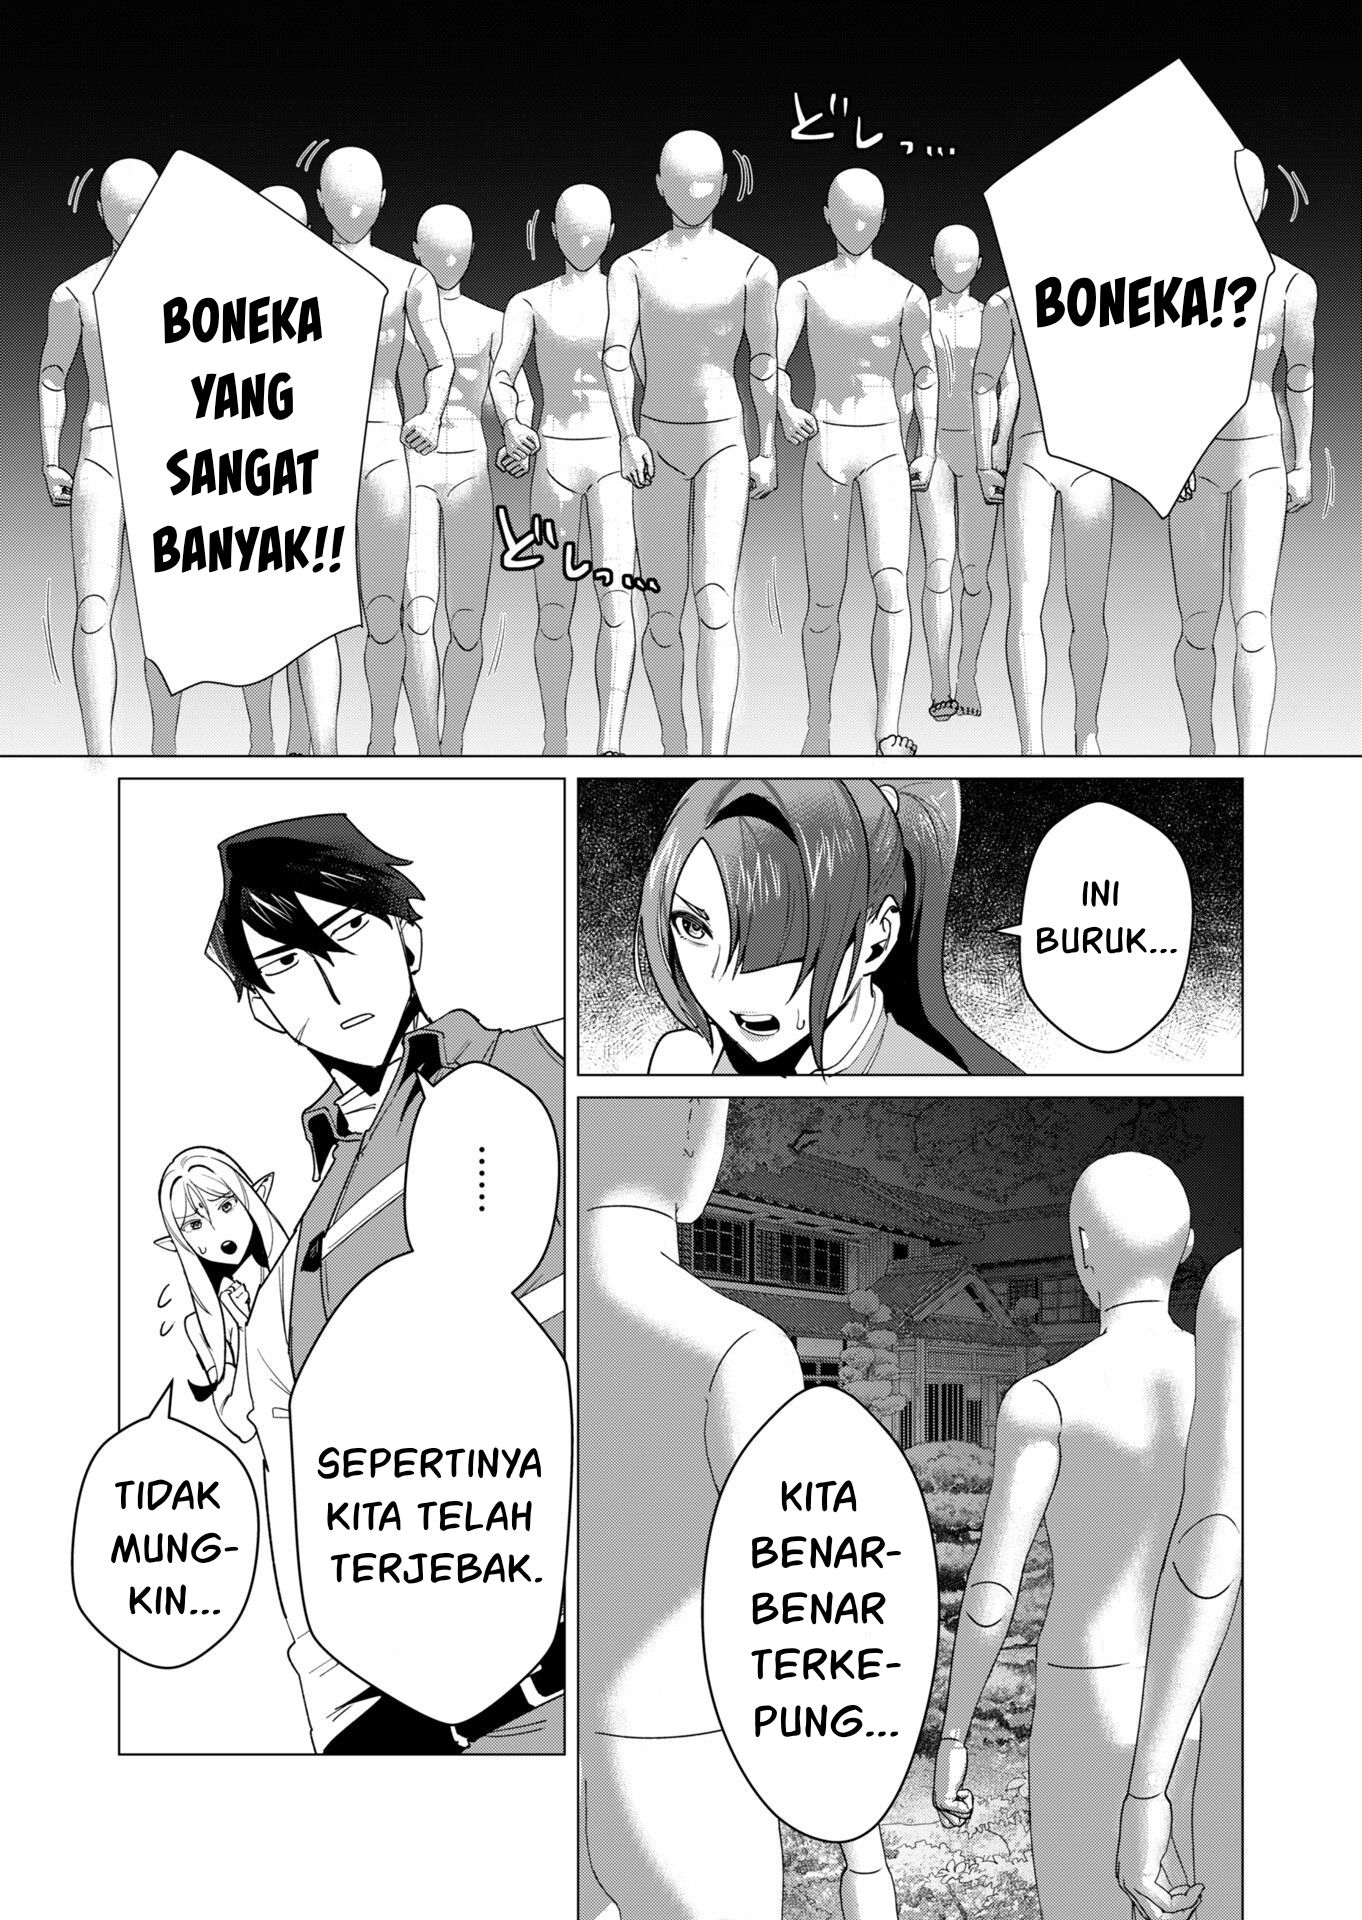 BONEKA!?
どしっ…
BONEKA
YANG
SANGAT
BANYAK!!
どしっ…
INI
BURUK...
KITA
BENAR-
BENAR
TERKE-
PUNG...
......
SEPERTINYA
KITA TELAH
TERJEBAK.
TIDAK
MUNG-
KIN...